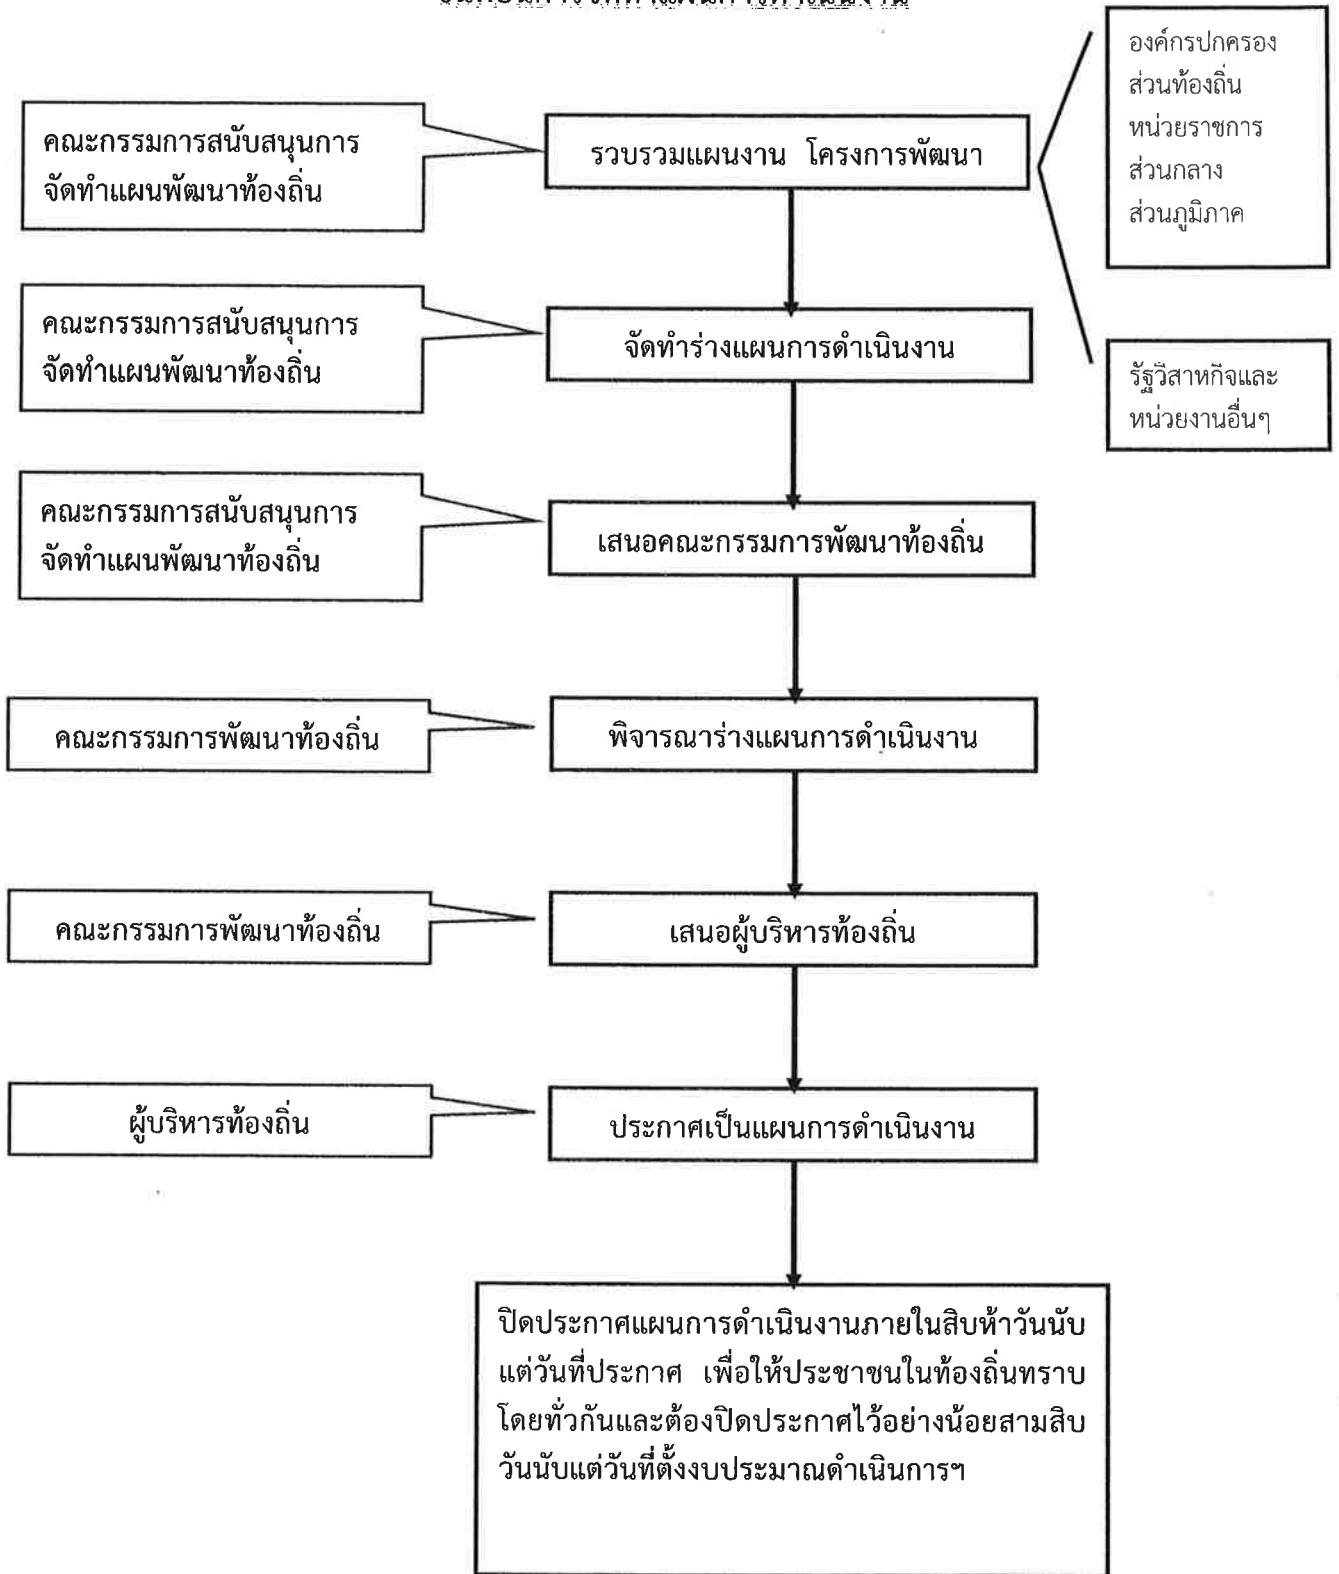 องค์กรปกครอง
ส่วนท้องถิ่น
หน่วยราชการ
ส่วนกลาง
ส่วนภูมิภาค
คณะกรรมการสนับสนุนการ
จัดทำแผนพัฒนาท้องถิ่น
รวบรวมแผนงาน โครงการพัฒนา
คณะกรรมการสนับสนุนการ
จัดทำแผนพัฒนาท้องถิ่น
จัดทำร่างแผนการดำเนินงาน
รัฐวิสาหกิจและ
หน่วยงานอื่นๆ
คณะกรรมการสนับสนุนการ
จัดทำแผนพัฒนาท้องถิ่น
เสนอคณะกรรมการพัฒนาท้องถิ่น
คณะกรรมการพัฒนาท้องถิ่น
พิจารณาร่างแผนการดำเนินงาน
คณะกรรมการพัฒนาท้องถิ่น
เสนอผู้บริหารท้องถิ่น
ผู้บริหารท้องถิ่น
ประกาศเป็นแผนการดำเนินงาน
ปิดประกาศแผนการดำเนินงานภายในสิบห้าวันนับ
แต่วันที่ประกาศ เพื่อให้ประชาชนในท้องถิ่นทราบ
โดยทั่วกันและต้องปิดประกาศไว้อย่างน้อยสามสิบ
วันนับแต่วันที่ตั้งงบประมาณดำเนินการฯ